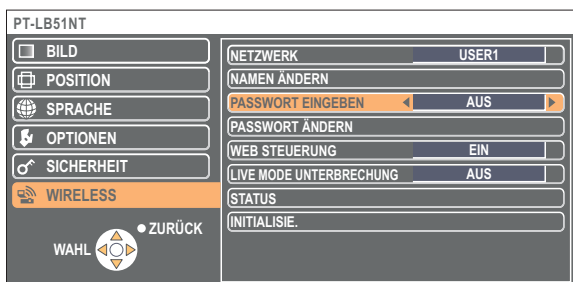 PT-LB51NT
BILD
POSITION
SPRACHE
OPTIONEN
SICHERHEIT
WIRELESS
ZURÜCK
WAHL
NETZWERK USER1
NAMEN ÄNDERN
PASSWORT EINGEBEN AUS
PASSWORT ÄNDERN
WEB STEUERUNG EIN
LIVE MODE UNTERBRECHUNG AUS
STATUS
INITIALISIE.